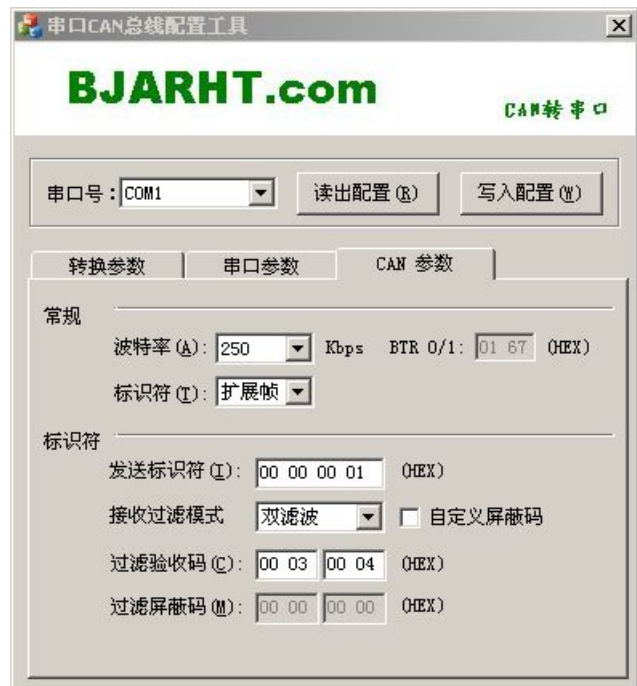 串口CAN总线配置工具
BJARHT.com
CAN转串口
串口号：COM1 读出配置(R) 写入配置(W)
转换参数 串口参数 CAN 参数
常规
波特率(A): 250 Kbps BTR 0/1: 01 67 (HEX)
标识符(T): 扩展帧
标识符
发送标识符(I): 00 00 00 01 (HEX)
接收过滤模式 双滤波 自定义屏蔽码
过滤验收码(C): 00 03 00 04 (HEX)
过滤屏蔽码(M): 00 00 00 00 (HEX)